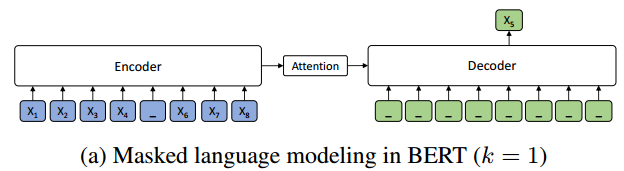 X5
Encoder
Attention
Decoder
X1 X2 X3 X4 _ X6 X7 X8
_ _ _ _ _ _ _ _
(a) Masked language modeling in BERT (k = 1)